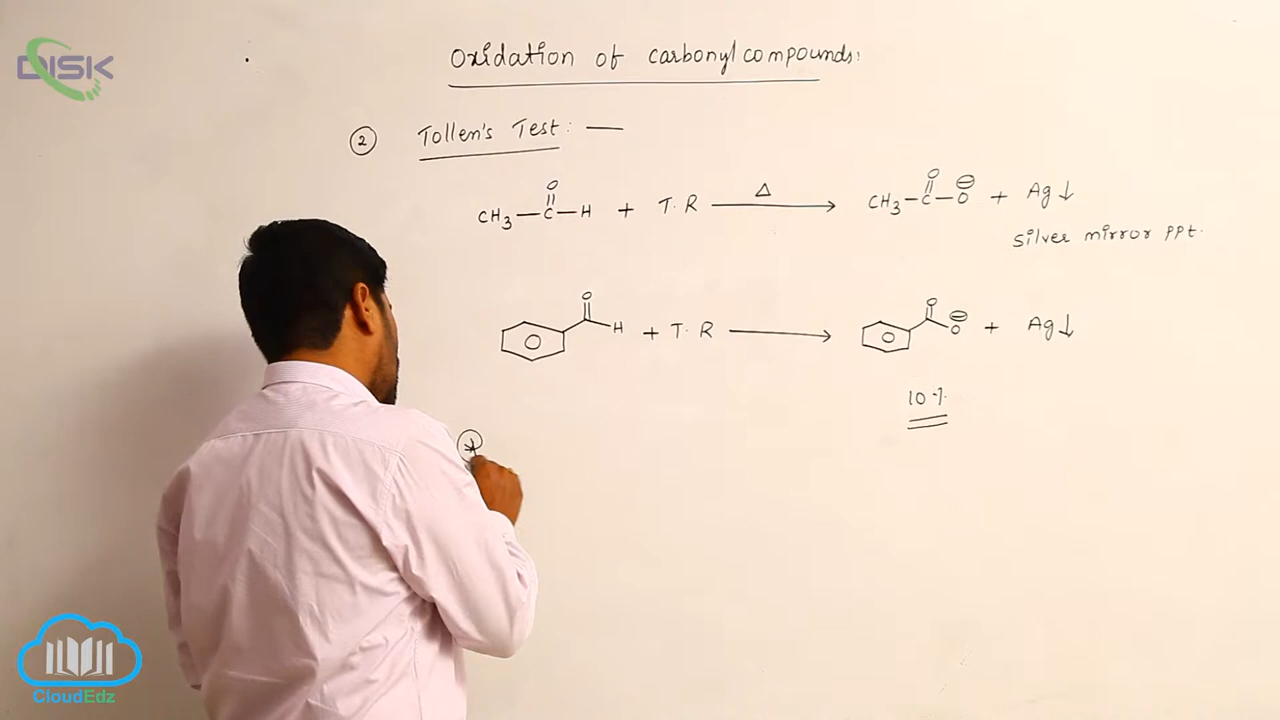 DISK
Oxidation of carbonyl compounds:
2 Tollen's Test: —
CH3—C(=O)—H + T.R —Δ→ CH3—C(=O)—O⊖ + Ag↓
silver mirror ppt.
O H + T.R → O O⊖ + Ag↓
10%
*
CloudEdz